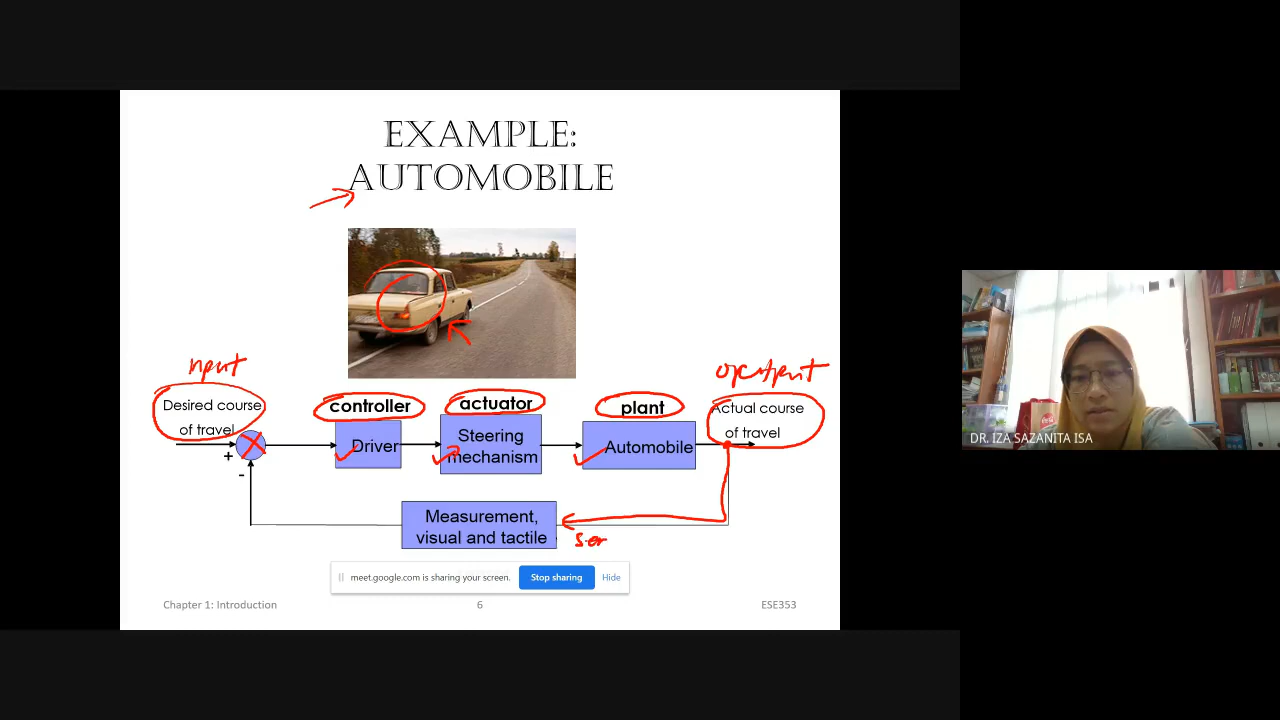 EXAMPLE:
AUTOMOBILE
input
output
Desired course
of travel
controller
actuator
plant
Actual course
of travel
+
-
Driver
Steering
mechanism
Automobile
Measurement,
visual and tactile
meet.google.com is sharing your screen.
Stop sharing
Hide
Chapter 1: Introduction
6
ESE353
DR. IZA SAZANITA ISA